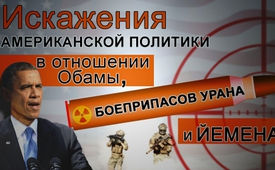 Искажения
АМЕРИКАНСКОЙ ПОЛИТИКИ
в отношении
Обамы,
БОЕПРИПАСОВ УРАНА
и ЙЕМЕНА